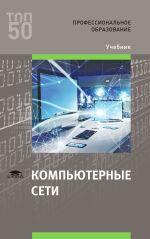 ТОП
50
ПРОФЕССИОНАЛЬНОЕ
ОБРАЗОВАНИЕ
Учебник
КОМПЬЮТЕРНЫЕ
СЕТИ